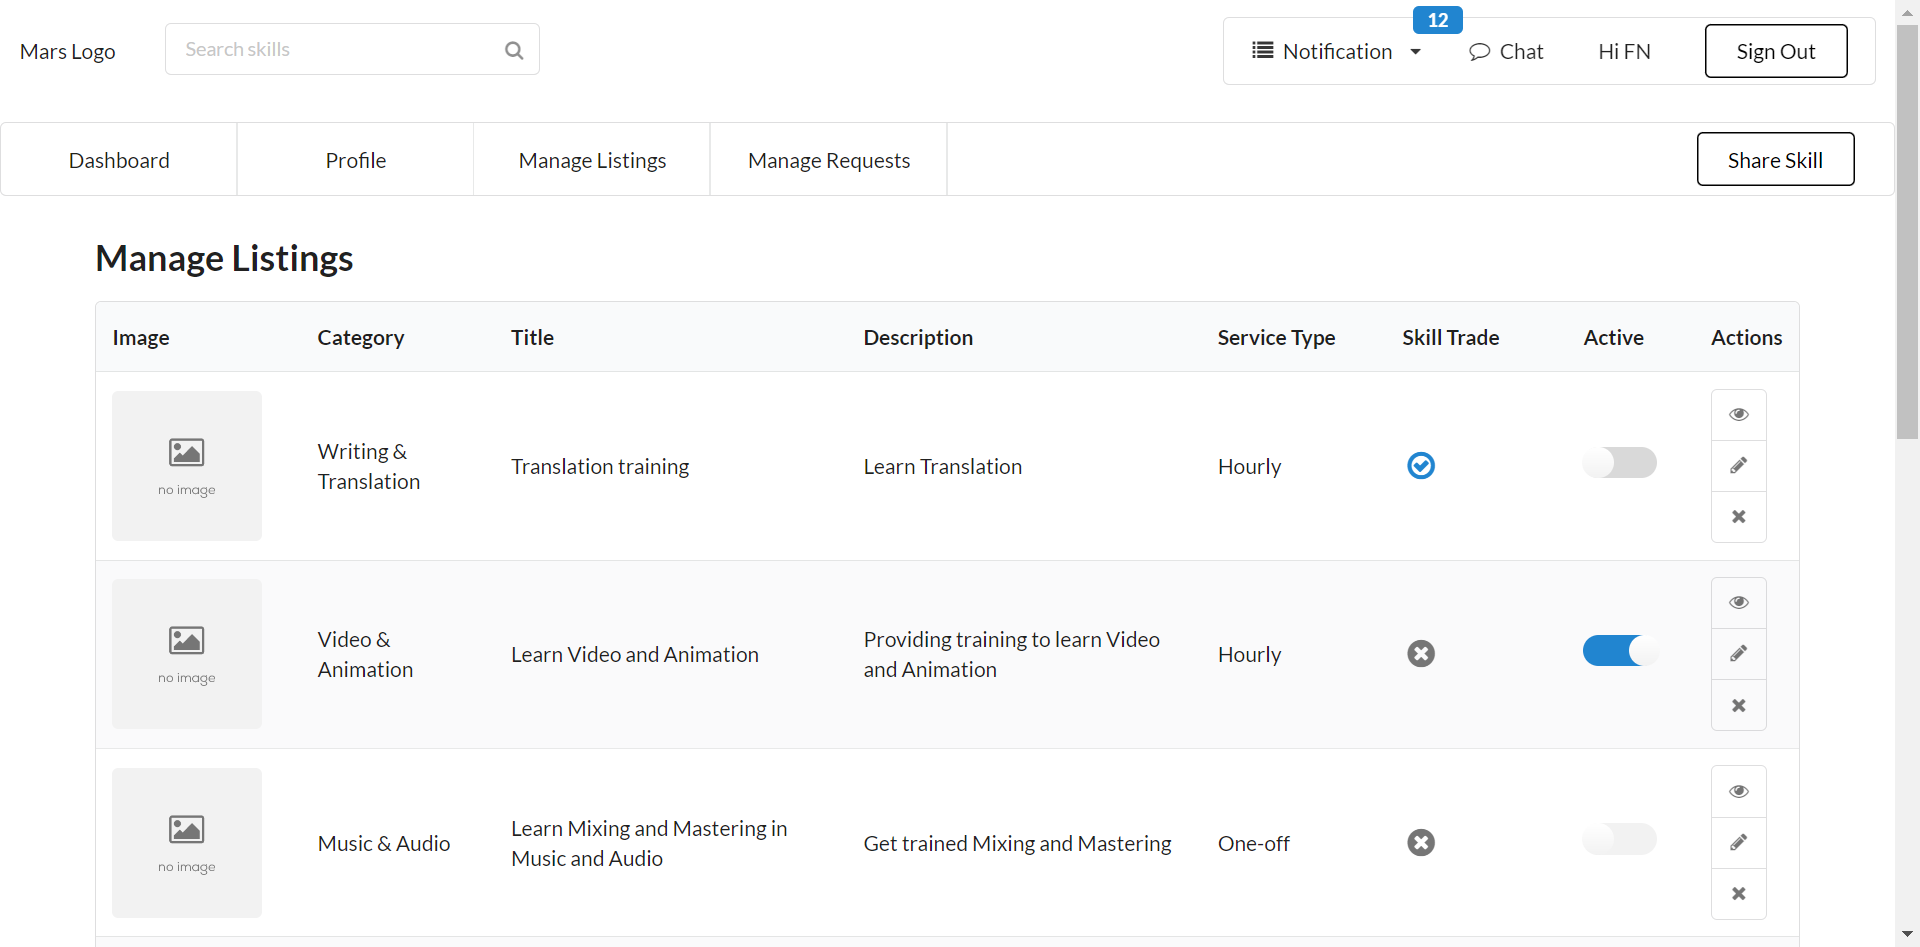 12
Mars Logo
Search skills
Notification
Chat
Hi FN
Sign Out
Dashboard
Profile
Manage Listings
Manage Requests
Share Skill
Manage Listings
Image
Category
Title
Description
Service Type
Skill Trade
Active
Actions
no image
Writing &
Translation
Translation training
Learn Translation
Hourly
no image
Video &
Animation
Learn Video and Animation
Providing training to learn Video
and Animation
Hourly
no image
Music & Audio
Learn Mixing and Mastering in
Music and Audio
Get trained Mixing and Mastering
One-off